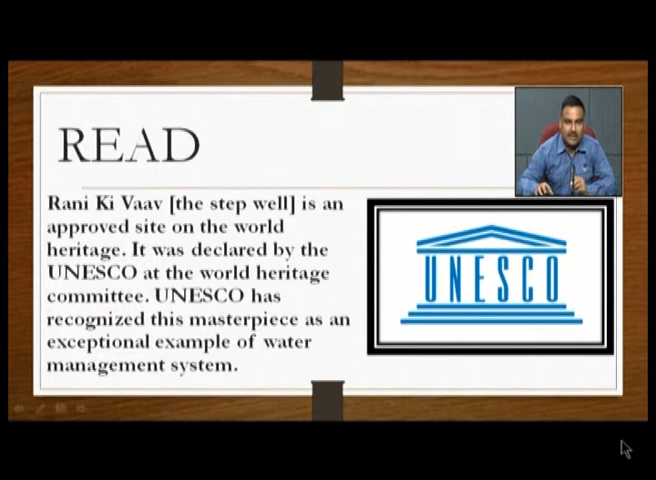 READ
Rani Ki Vaav [the step well] is an
approved site on the world
heritage. It was declared by the
UNESCO at the world heritage
committee. UNESCO has
recognized this masterpiece as an
exceptional example of water
management system.
UNESCO